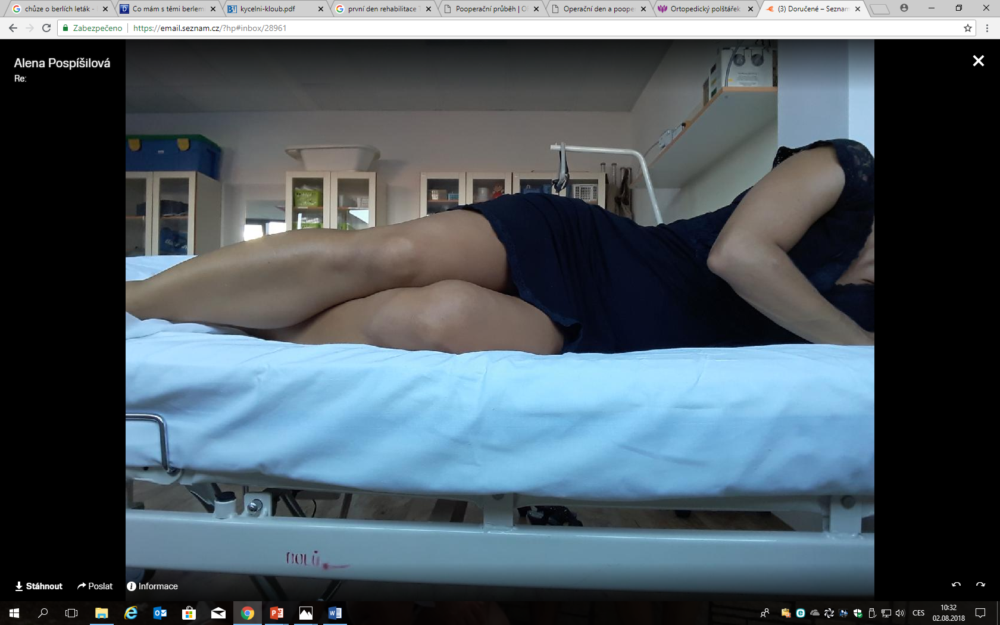 chůze o berlích leták -
Co mám s těmi berlemi
kycelni-kloub.pdf
první den rehabilitace T
Pooperační průběh | O
Operační den a poope
Ortopedický polštářek
(3) Doručené – Seznam
Zabezpečeno
https://email.seznam.cz/?hp#inbox/28961
Alena Pospíšilová
Re:
DOLŮ
Stáhnout
Poslat
Informace
CES
10:32
02.08.2018